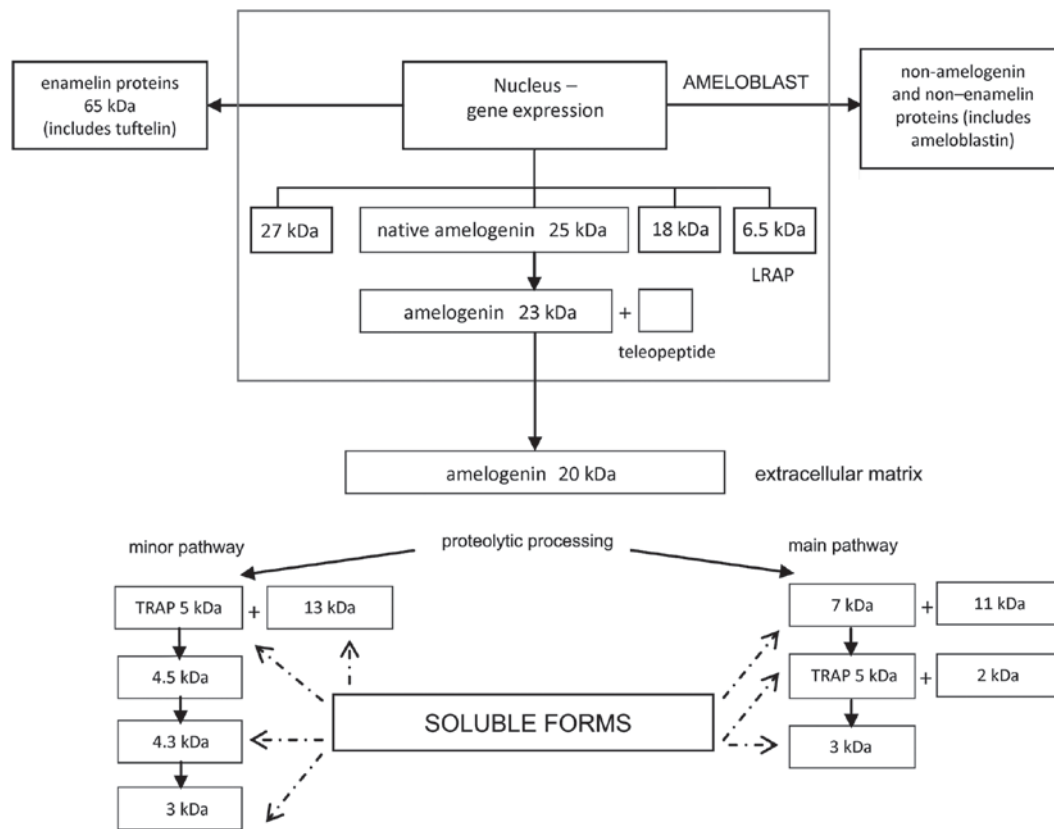 enamelin proteins
65 kDa
(includes tuftelin)
Nucleus –
gene expression
AMELOBLAST
non-amelogenin
and non–enamelin
proteins (includes
ameloblastin)
27 kDa
native amelogenin 25 kDa
18 kDa
6.5 kDa
LRAP
amelogenin 23 kDa
+
teleopeptide
amelogenin 20 kDa
extracellular matrix
minor pathway
proteolytic processing
main pathway
TRAP 5 kDa + 13 kDa
4.5 kDa
4.3 kDa
3 kDa
SOLUBLE FORMS
7 kDa + 11 kDa
TRAP 5 kDa + 2 kDa
3 kDa